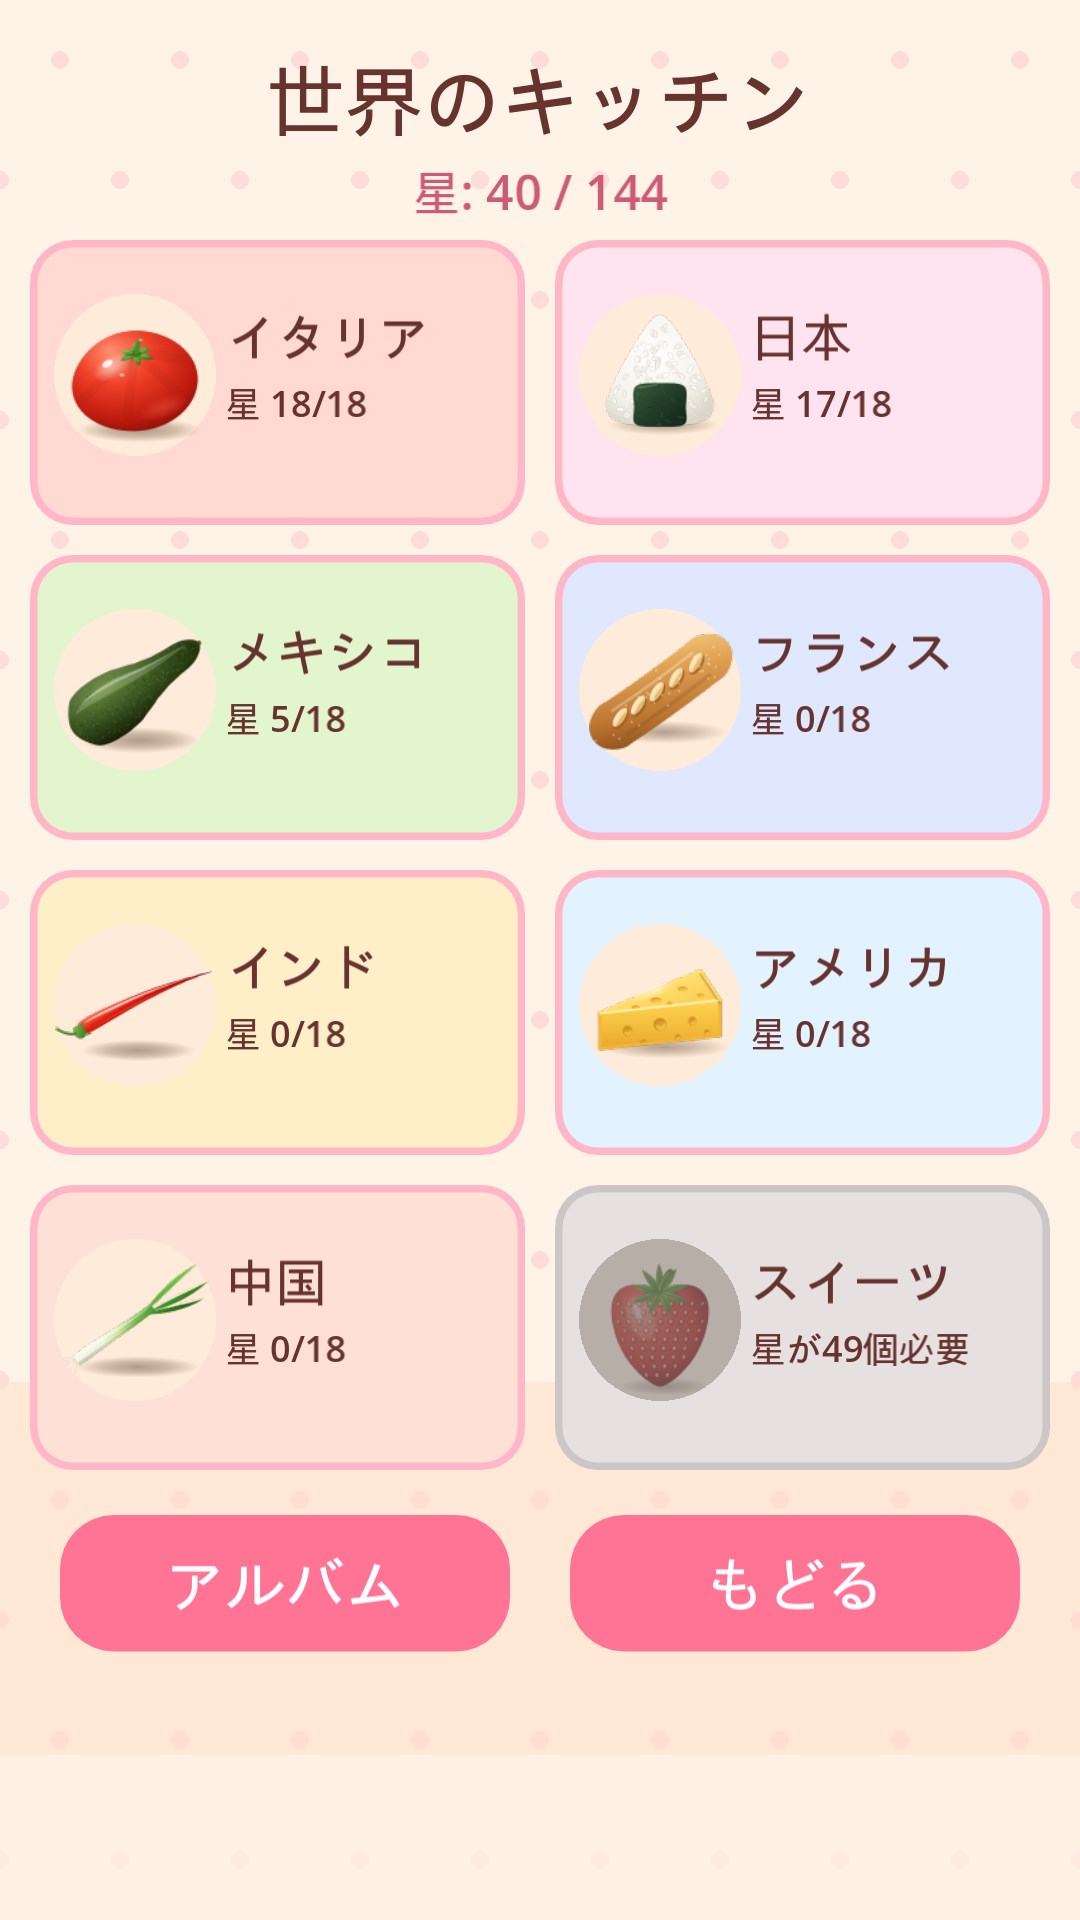 世界のキッチン
星: 40 / 144
イタリア
星 18/18
日本
星 17/18
メキシコ
星 5/18
フランス
星 0/18
インド
星 0/18
アメリカ
星 0/18
中国
星 0/18
スイーツ
星が49個必要
アルバム
もどる